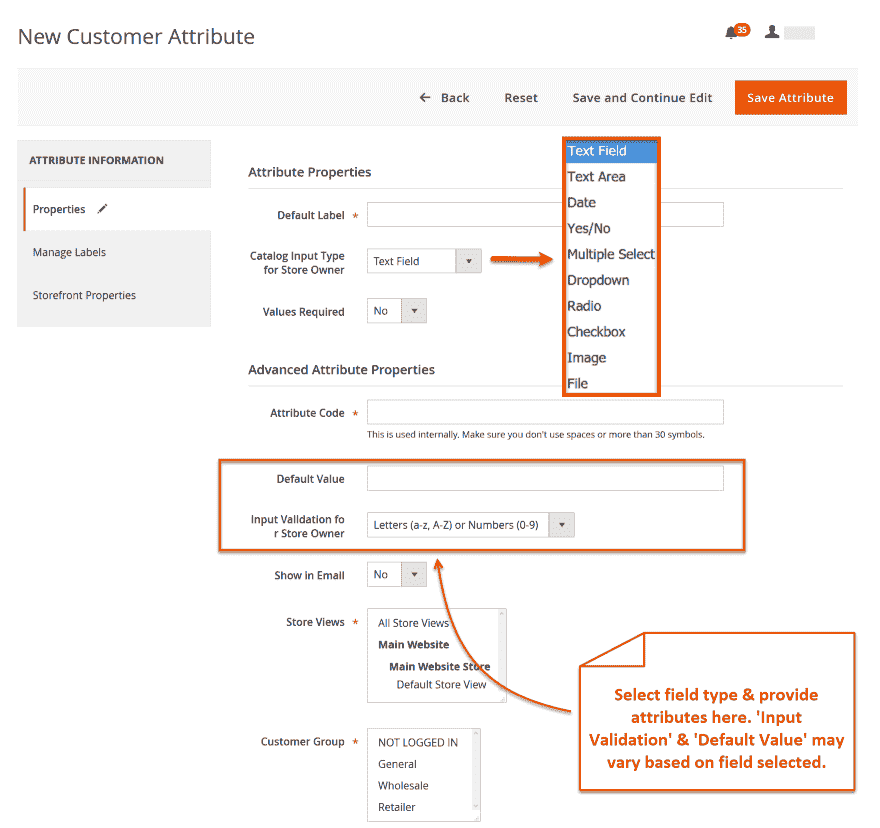 New Customer Attribute
35
Back
Reset
Save and Continue Edit
Save Attribute
ATTRIBUTE INFORMATION
Properties
Manage Labels
Storefront Properties
Attribute Properties
Default Label *
Catalog Input Type
for Store Owner
Text Field
Values Required
No
Text Field
Text Area
Date
Yes/No
Multiple Select
Dropdown
Radio
Checkbox
Image
File
Advanced Attribute Properties
Attribute Code *
This is used internally. Make sure you don't use spaces or more than 30 symbols.
Default Value
Input Validation fo
r Store Owner
Letters (a-z, A-Z) or Numbers (0-9)
Show in Email
No
Store Views *
All Store Views
Main Website
Main Website Store
Default Store View
Customer Group *
NOT LOGGED IN
General
Wholesale
Retailer
Select field type & provide
attributes here. 'Input
Validation' & 'Default Value' may
vary based on field selected.